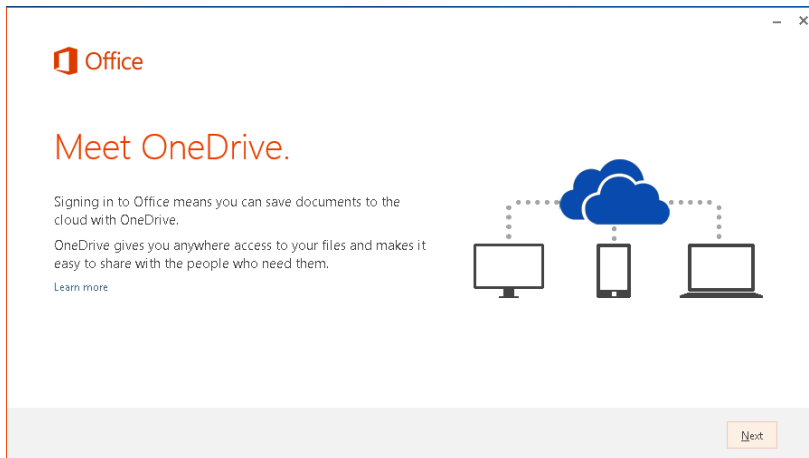 Office
Meet OneDrive.
Signing in to Office means you can save documents to the
cloud with OneDrive.
OneDrive gives you anywhere access to your files and makes it
easy to share with the people who need them.
Learn more
Next